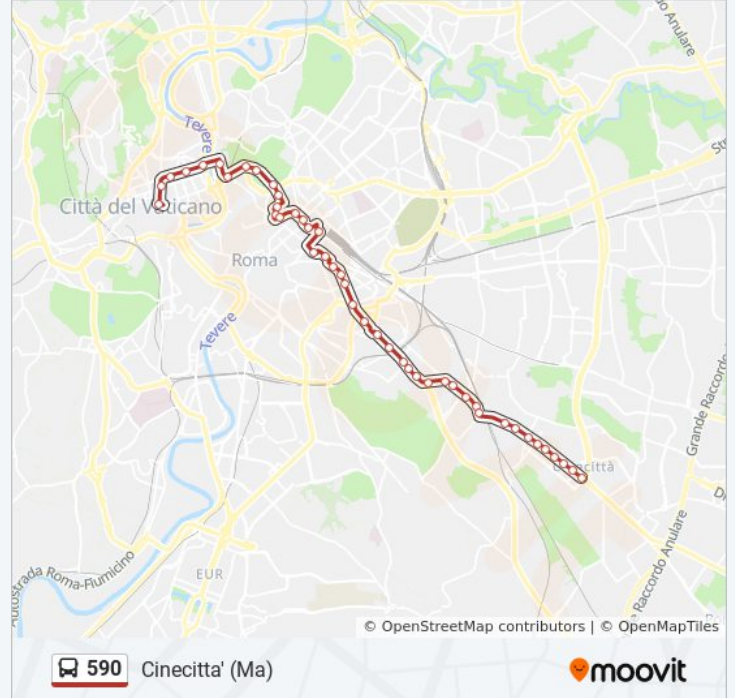 do Anulare
Tevere
Città del Vaticano
Roma
Tevere
Cinecittà
Grande Raccordo
Autostrada Roma-Fiumicino
EUR
Raccordo Anulare
© OpenStreetMap contributors | © OpenMapTiles
590 Cinecitta' (Ma)
moovit